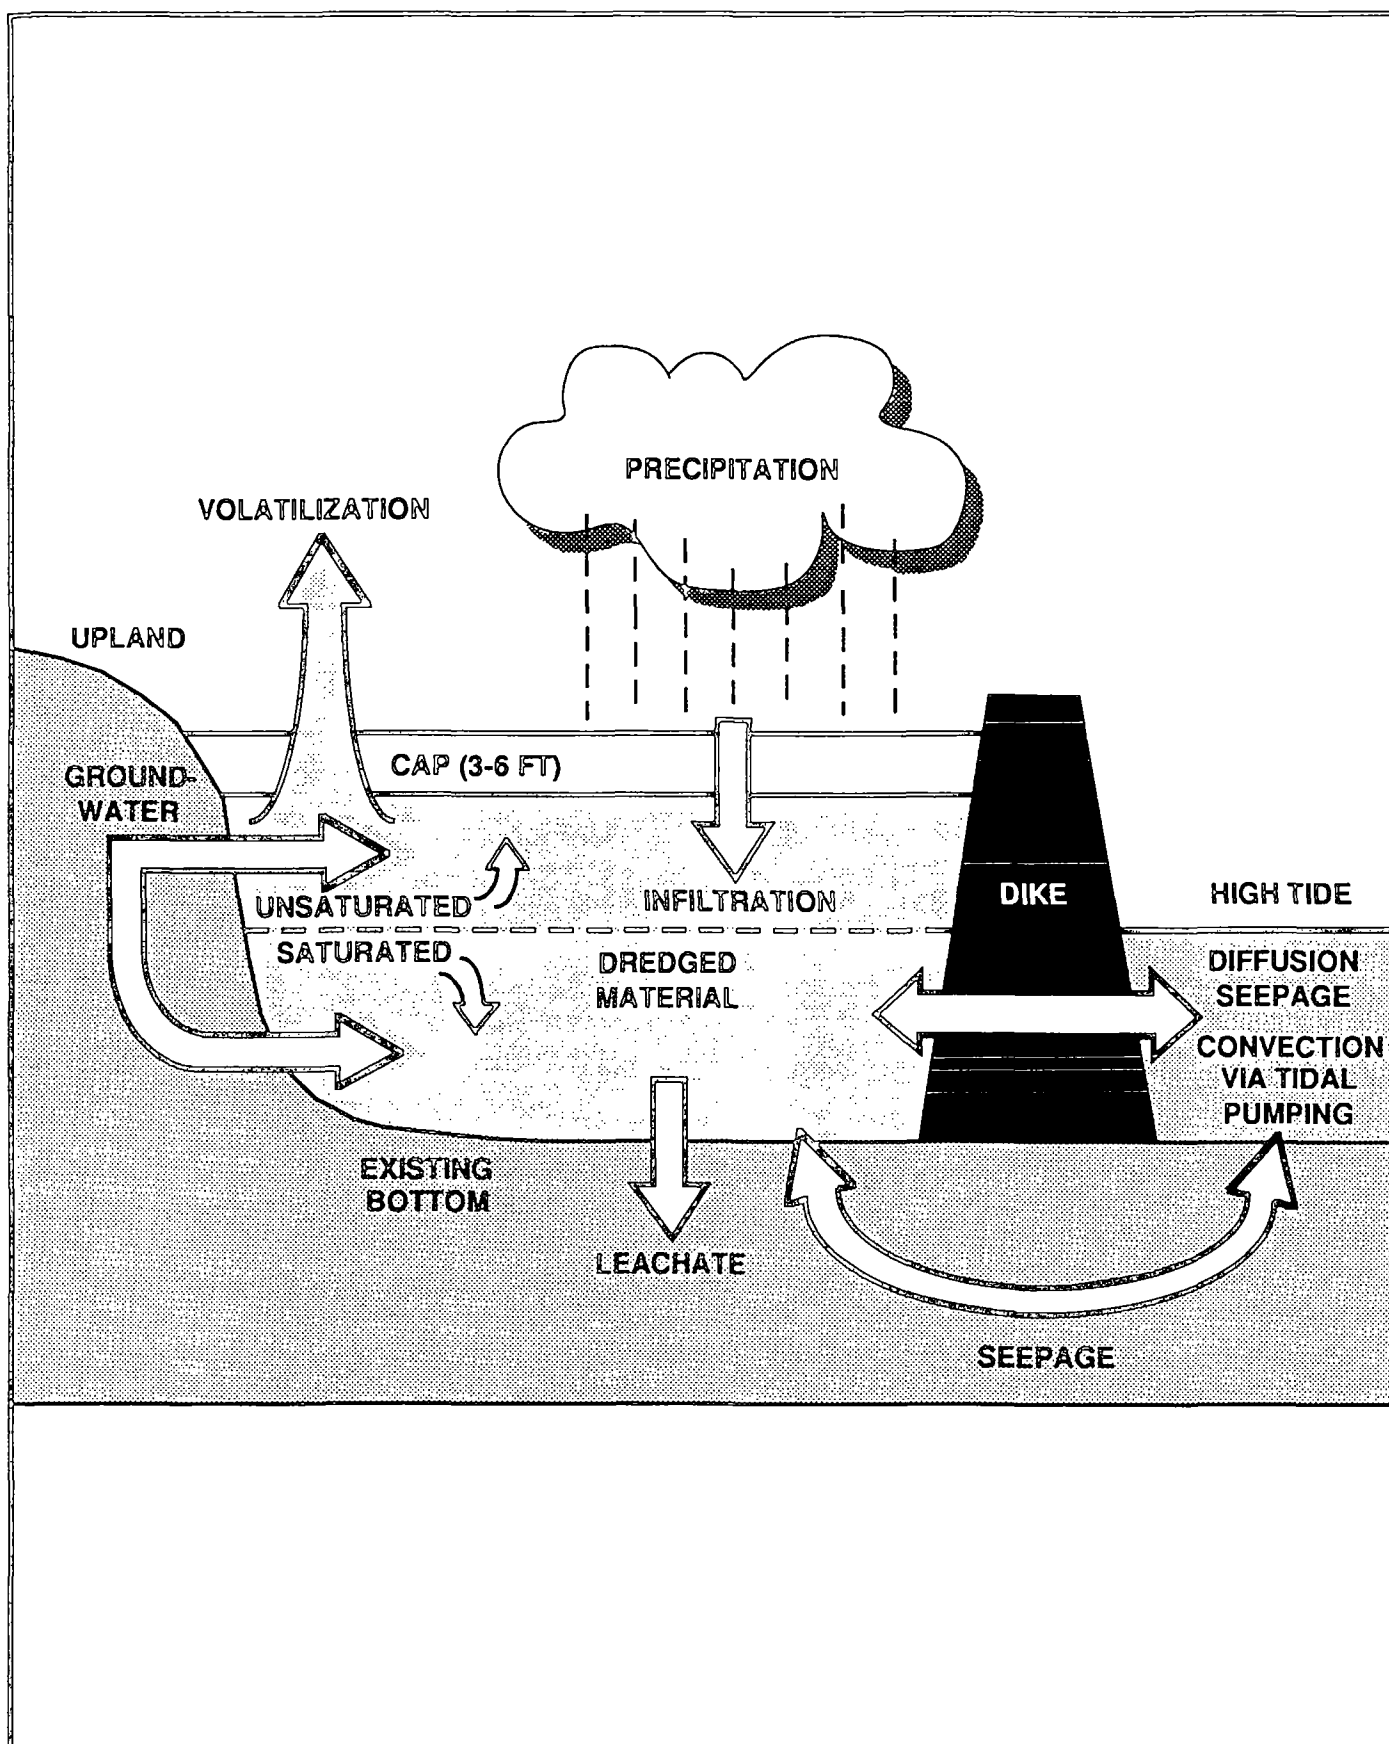 PRECIPITATION
VOLATILIZATION
UPLAND
CAP (3-6 FT)
GROUND-
WATER
UNSATURATED
INFILTRATION
DIKE
HIGH TIDE
SATURATED
DREDGED
MATERIAL
DIFFUSION
SEEPAGE
CONVECTION
VIA TIDAL
PUMPING
EXISTING
BOTTOM
LEACHATE
SEEPAGE